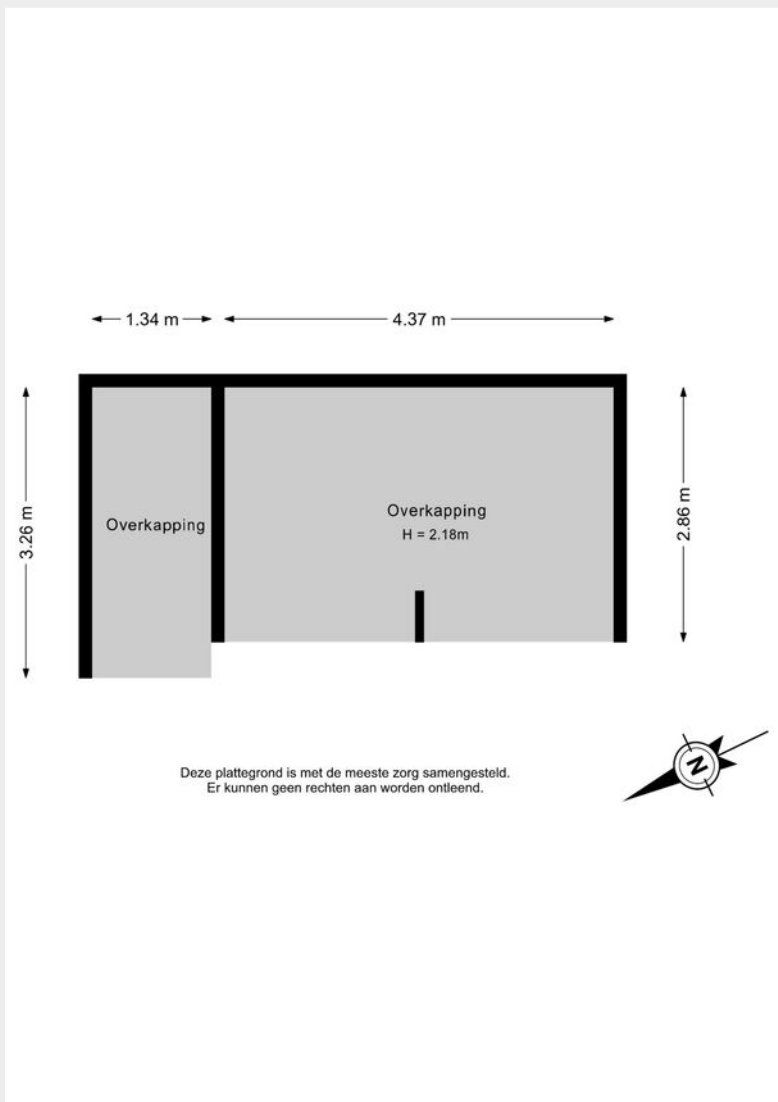 1.34 m
4.37 m
3.26 m
Overkapping
Overkapping
H = 2.18m
2.86 m
N
Deze plattegrond is met de meeste zorg samengesteld.
Er kunnen geen rechten aan worden ontleend.